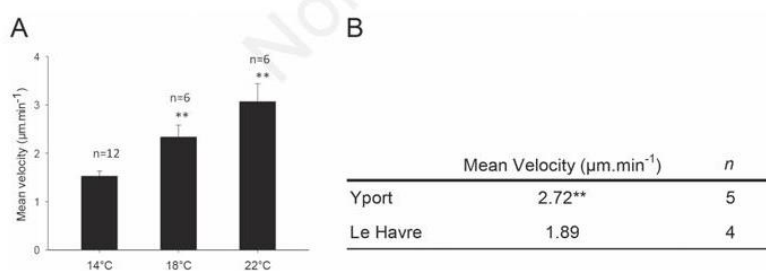 A
Mean velocity (µm.min⁻¹)
4
3
2
1
0
n=12
n=6
**
n=6
**
14°C 18°C 22°C
B
Mean Velocity (µm.min⁻¹) n
Yport 2.72** 5
Le Havre 1.89 4